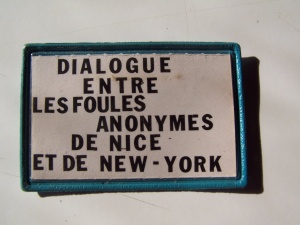 DIALOGUE
ENTRE
LES FOULES
ANONYMES
DE NICE
ET DE NEW-YORK